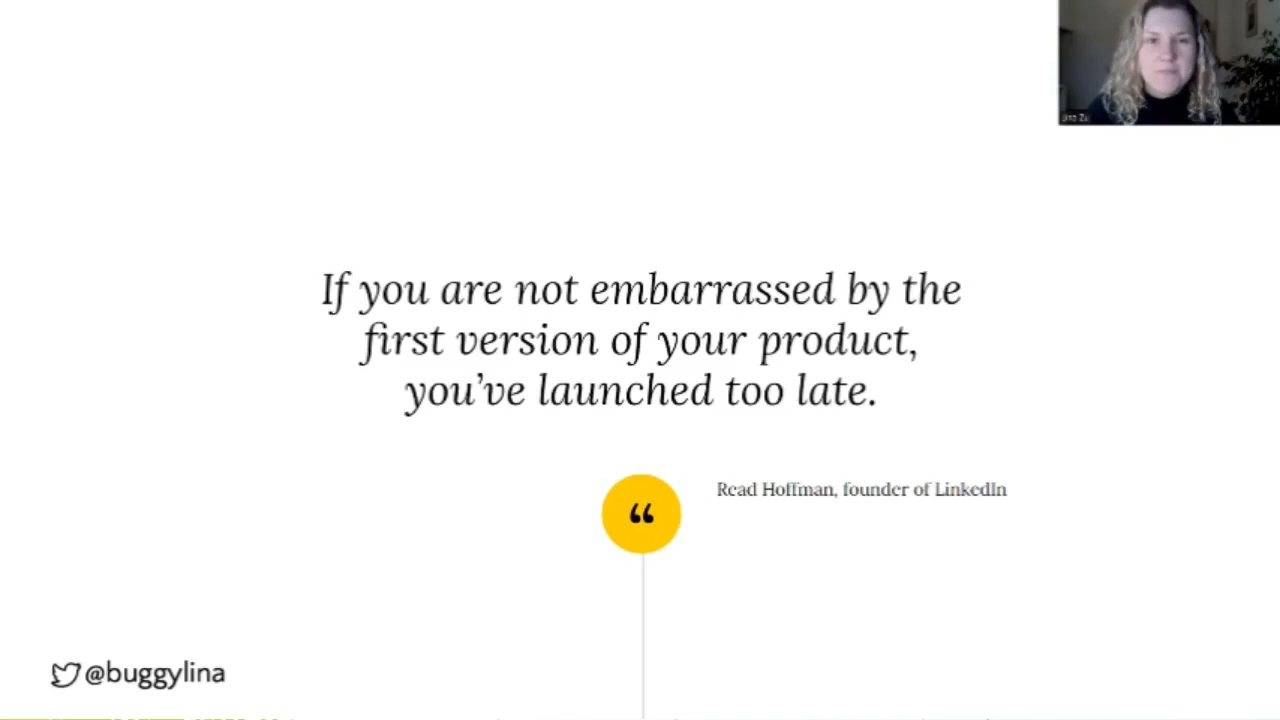 If you are not embarrassed by the
first version of your product,
you’ve launched too late.
“
Read Hoffman, founder of LinkedIn
@buggylina